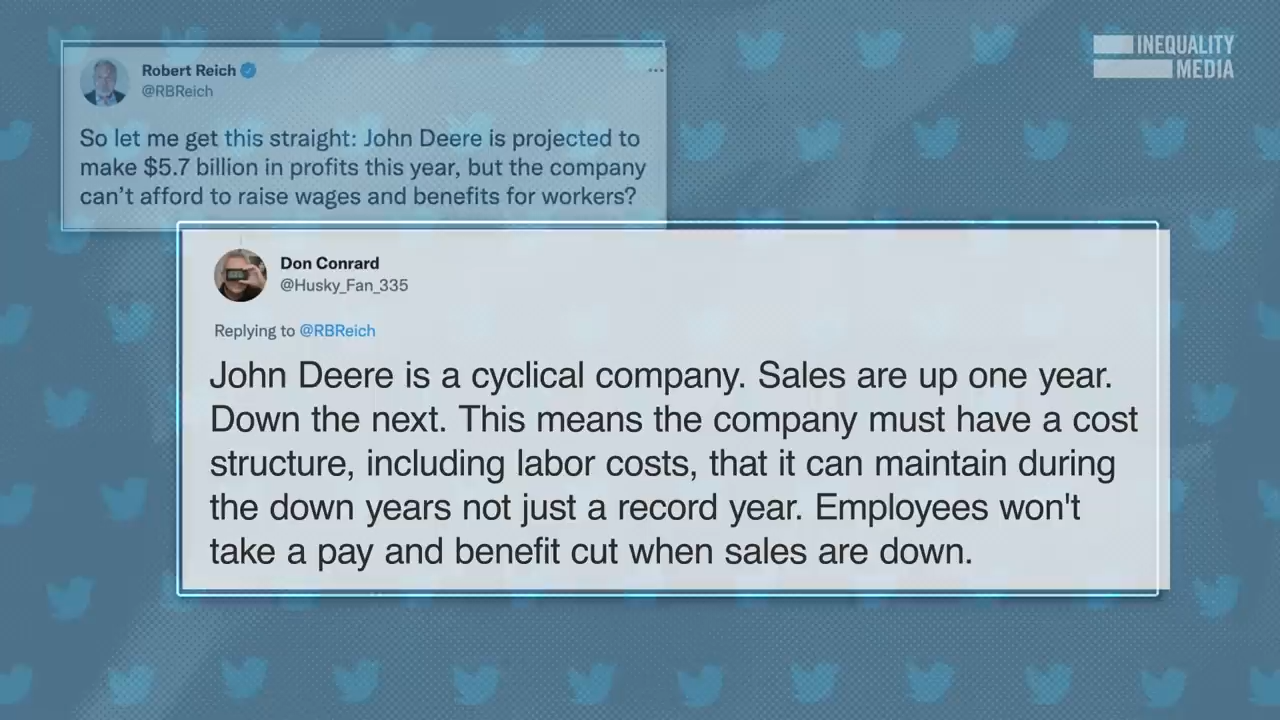 INEQUALITY
MEDIA
Robert Reich
@RBReich
So let me get this straight: John Deere is projected to
make $5.7 billion in profits this year, but the company
can’t afford to raise wages and benefits for workers?
Don Conrard
@Husky_Fan_335
Replying to @RBReich
John Deere is a cyclical company. Sales are up one year.
Down the next. This means the company must have a cost
structure, including labor costs, that it can maintain during
the down years not just a record year. Employees won't
take a pay and benefit cut when sales are down.